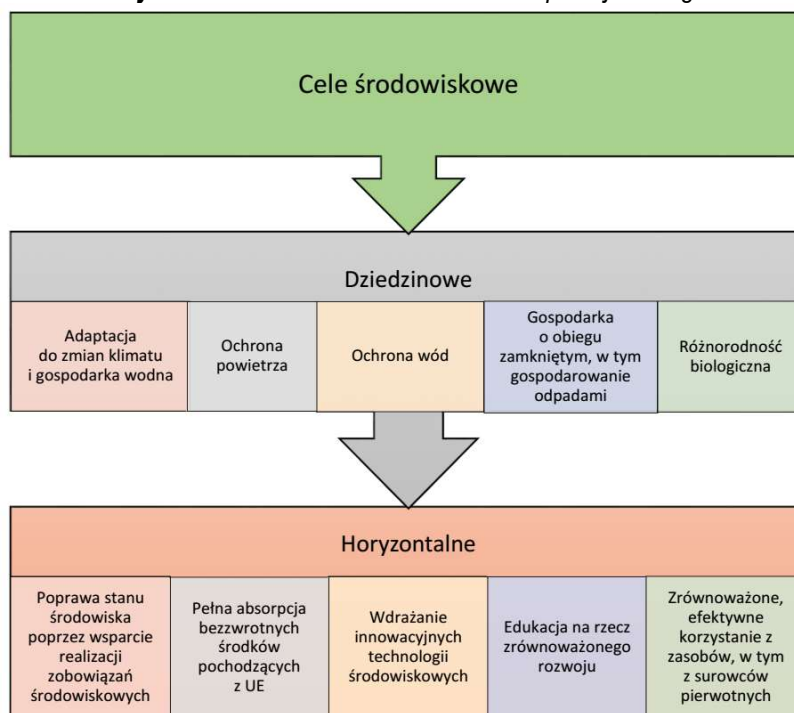 Cele środowiskowe
Dziedzinowe
Adaptacja
do zmian klimatu
i gospodarka wodna
Ochrona
powietrza
Ochrona wód
Gospodarka
o obiegu
zamkniętym, w tym
gospodarowanie
odpadami
Różnorodność
biologiczna
Horyzontalne
Poprawa stanu
środowiska
poprzez wsparcie
realizacji
zobowiązań
środowiskowych
Pełna absorpcja
bezzwrotnych
środków
pochodzących
z UE
Wdrażanie
innowacyjnych
technologii
środowiskowych
Edukacja na rzecz
zrównoważonego
rozwoju
Zrównoważone,
efektywne
korzystanie z
zasobów, w tym
z surowców
pierwotnych